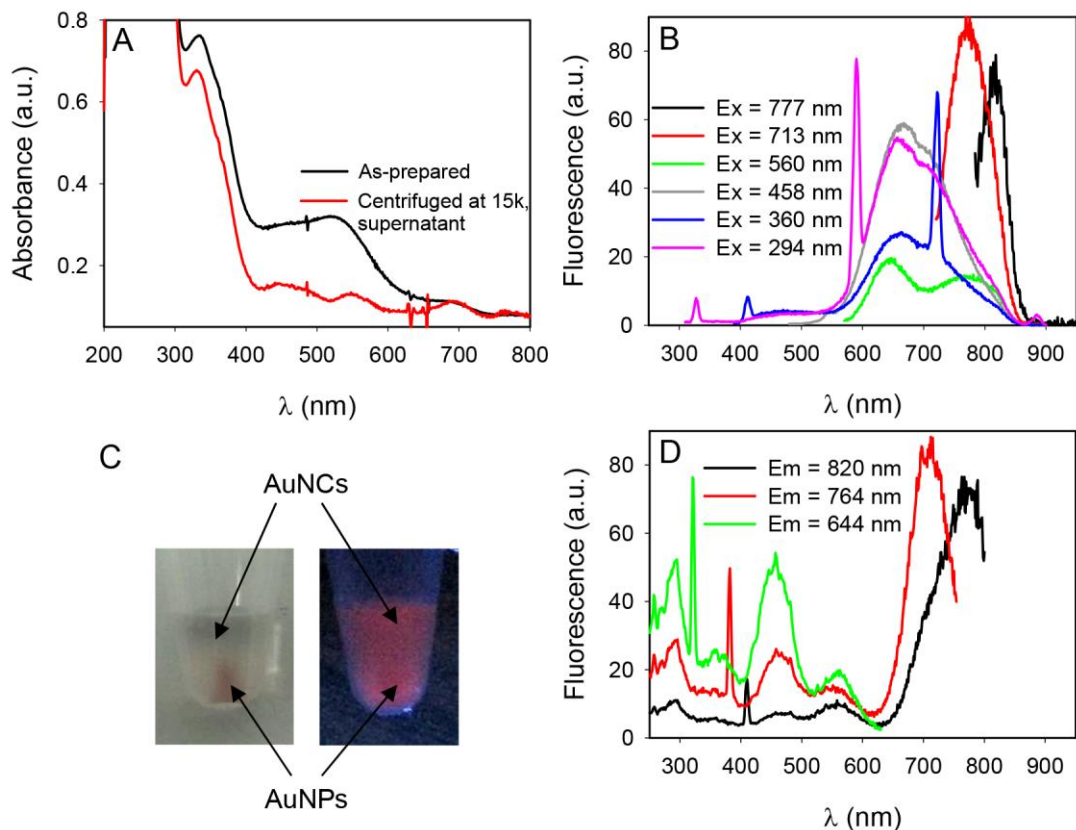 A
Absorbance (a.u.)
0.8
0.6
0.4
0.2
As-prepared
Centrifuged at 15k,
supernatant
200 300 400 500 600 700 800
λ (nm)
B
Fluorescence (a.u.)
80
60
40
20
0
Ex = 777 nm
Ex = 713 nm
Ex = 560 nm
Ex = 458 nm
Ex = 360 nm
Ex = 294 nm
300 400 500 600 700 800 900
λ (nm)
C
AuNCs
AuNPs
D
Fluorescence (a.u.)
80
60
40
20
0
Em = 820 nm
Em = 764 nm
Em = 644 nm
300 400 500 600 700 800 900
λ (nm)